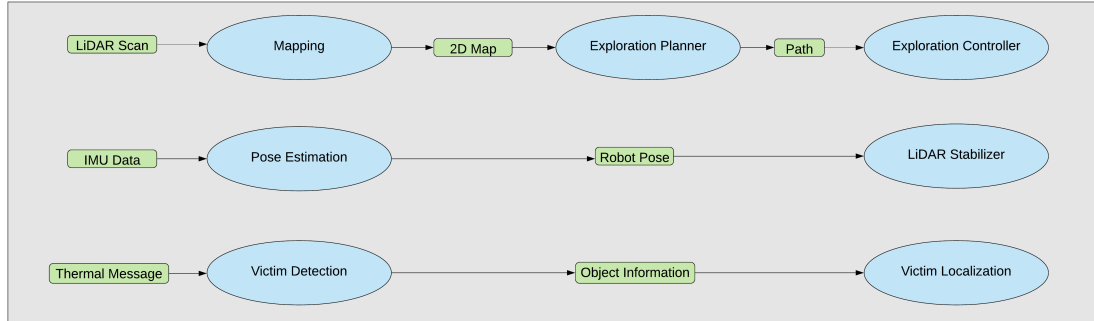 LiDAR Scan
Mapping
2D Map
Exploration Planner
Path
Exploration Controller
IMU Data
Pose Estimation
Robot Pose
LiDAR Stabilizer
Thermal Message
Victim Detection
Object Information
Victim Localization